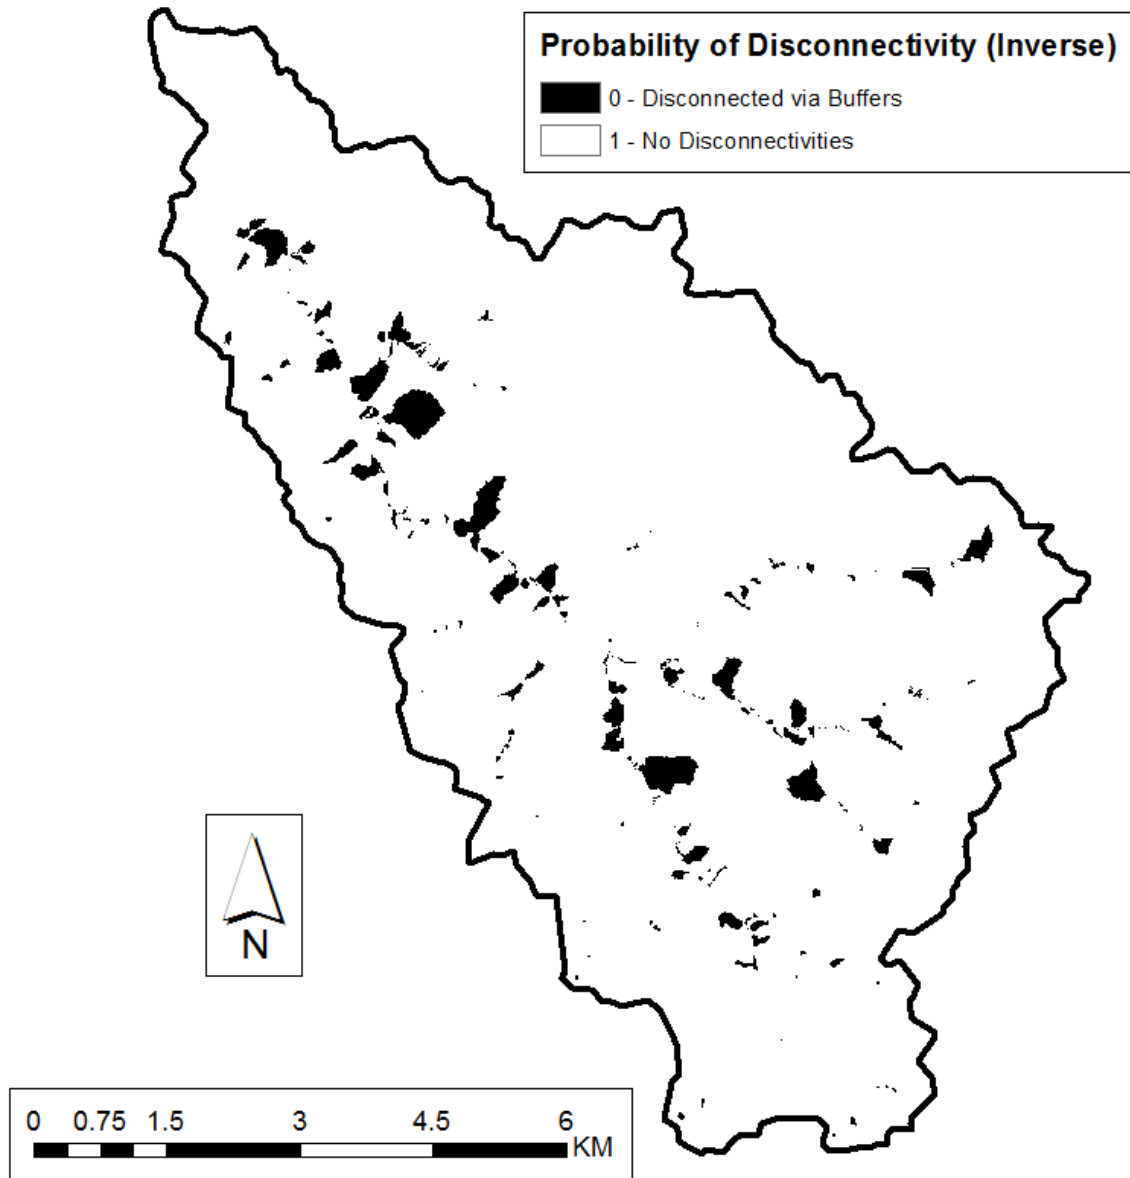 Probability of Disconnectivity (Inverse)
0 - Disconnected via Buffers
1 - No Disconnectivities
N
0 0.75 1.5 3 4.5 6
KM